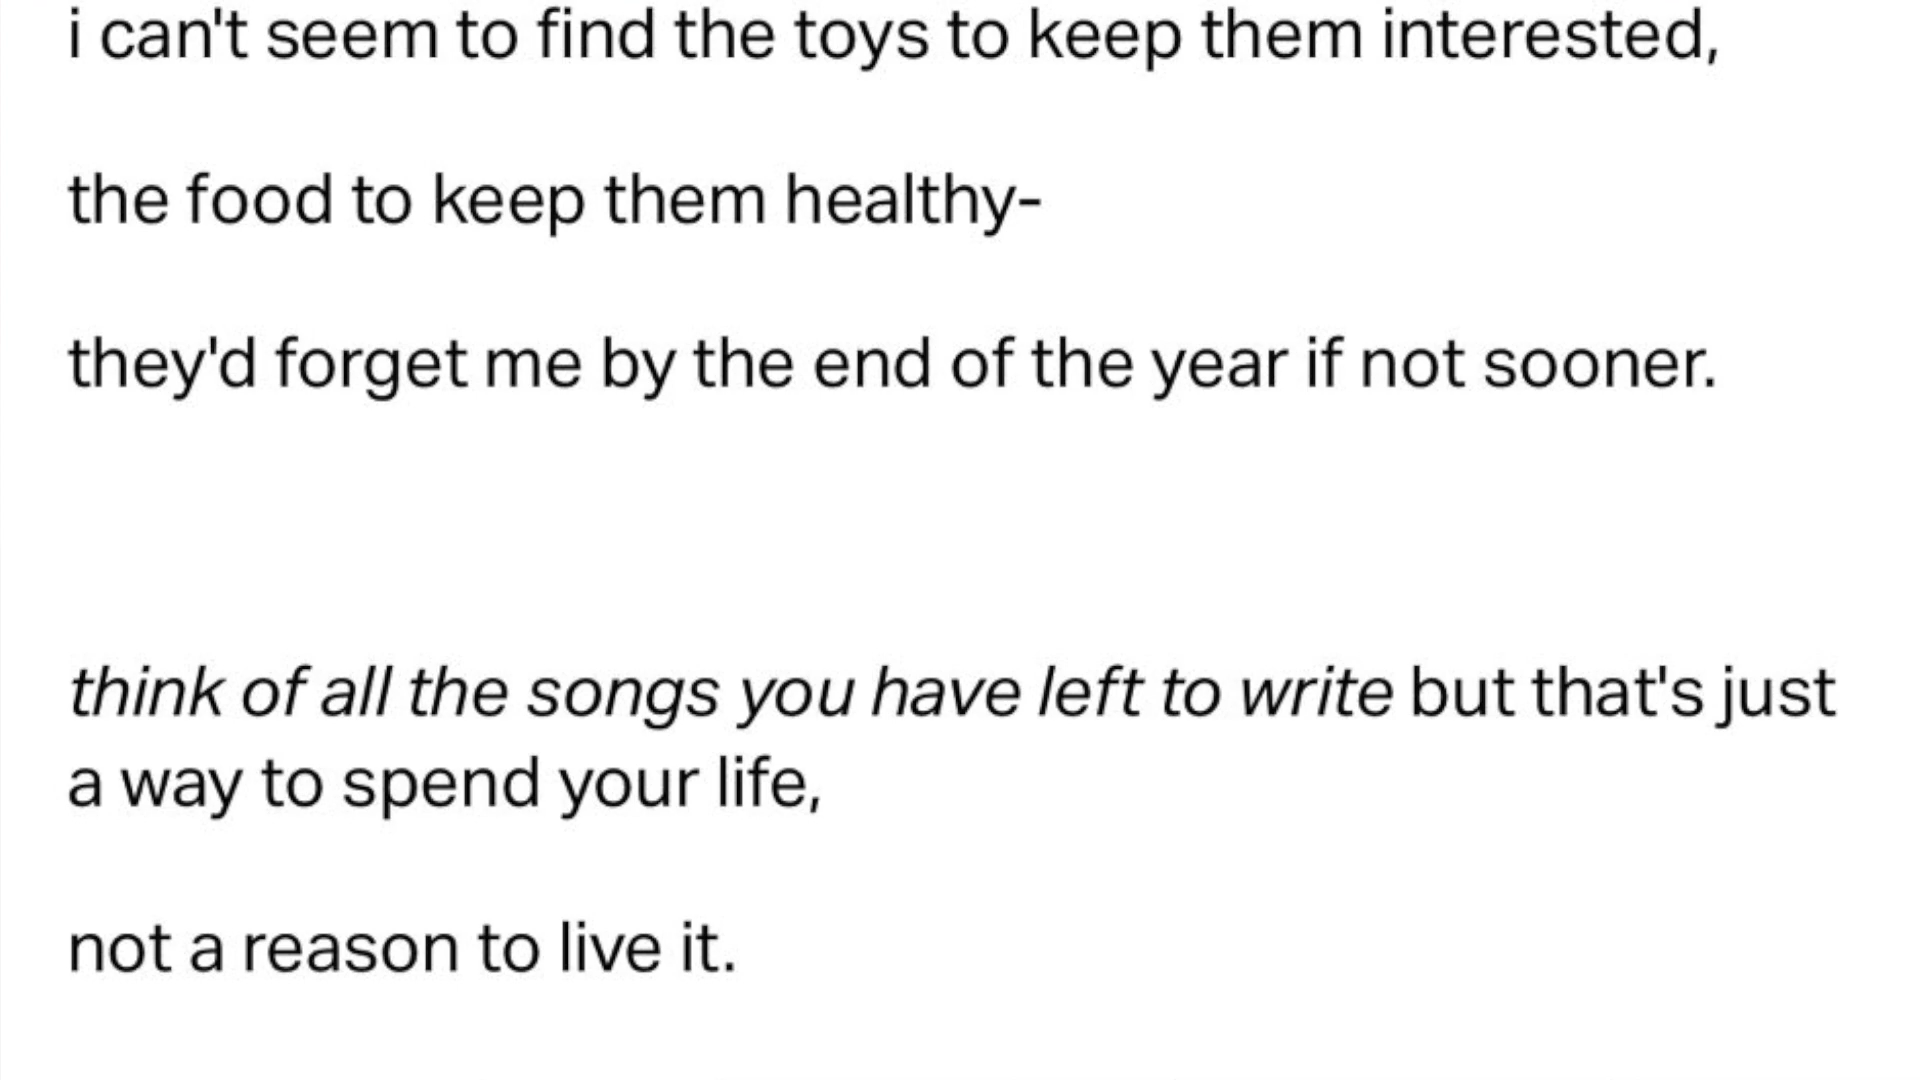 i can't seem to find the toys to keep them interested,
the food to keep them healthy-
they'd forget me by the end of the year if not sooner.
think of all the songs you have left to write but that's just
a way to spend your life,
not a reason to live it.